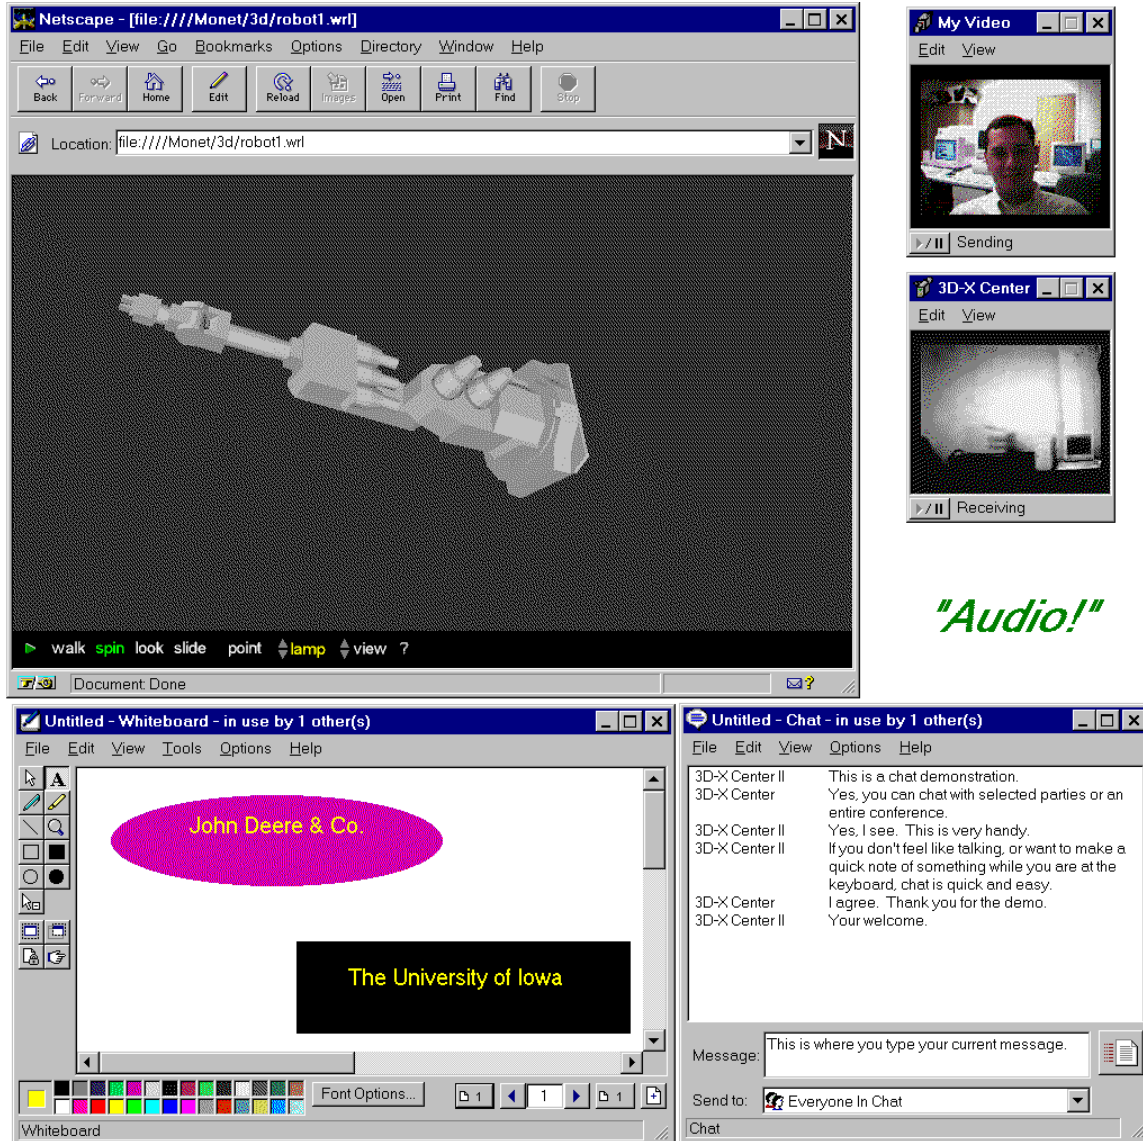 Netscape - [file:////Monet/3d/robot1.wrl]
File Edit View Go Bookmarks Options Directory Window Help
Back Forward Home Edit Reload Images Open Print Find Stop
Location: file:////Monet/3d/robot1.wrl
N
walk spin look slide point lamp view ?
Document: Done
My Video
Edit View
Sending
3D-X Center
Edit View
Receiving
"Audio!"
Untitled - Whiteboard - in use by 1 other(s)
File Edit View Tools Options Help
A
John Deere & Co.
The University of Iowa
Font Options... 1 1 1
Whiteboard
Untitled - Chat - in use by 1 other(s)
File Edit View Options Help
3D-X Center II This is a chat demonstration.
3D-X Center Yes, you can chat with selected parties or an
entire conference.
3D-X Center II Yes, I see. This is very handy.
3D-X Center II If you don't feel like talking, or want to make a
quick note of something while you are at the
keyboard, chat is quick and easy.
3D-X Center I agree. Thank you for the demo.
3D-X Center II Your welcome.
Message: This is where you type your current message.
Send to: Everyone In Chat
Chat